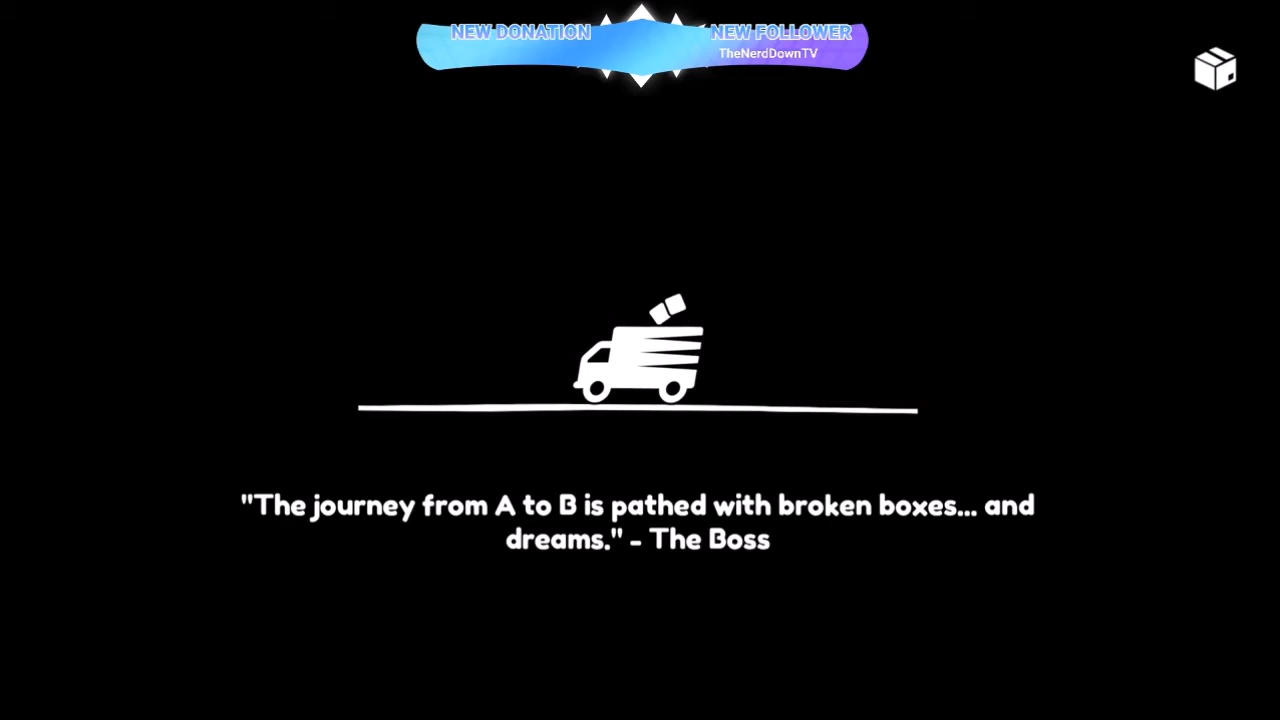 NEW DONATION
NEW FOLLOWER
TheNerdDownTV
"The journey from A to B is pathed with broken boxes... and
dreams." - The Boss